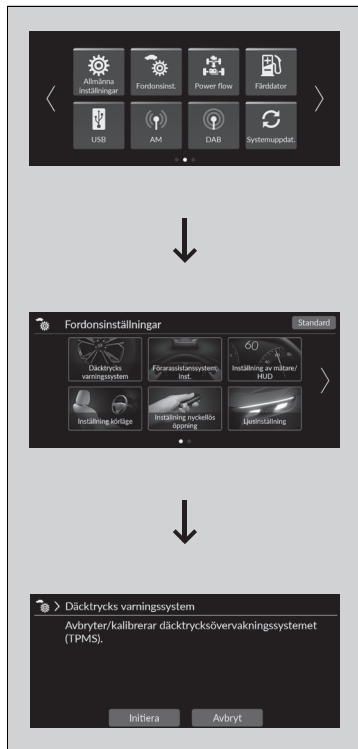 Allmänna
inställningar
Fordonsinst.
Power flow
Färddator
USB
AM
DAB
Systemuppdat.
Fordonsinställningar
Standard
Däcktrycks
varningssystem
Förarassistanssystem,
inst.
60
Inställning av mätare/
HUD
Inställning körläge
Inställning nyckellös
öppning
Ljusinställning
Däcktrycks varningssystem
Avbryter/kalibrerar däcktrycksövervakningssystemet
(TPMS).
Initiera
Avbryt